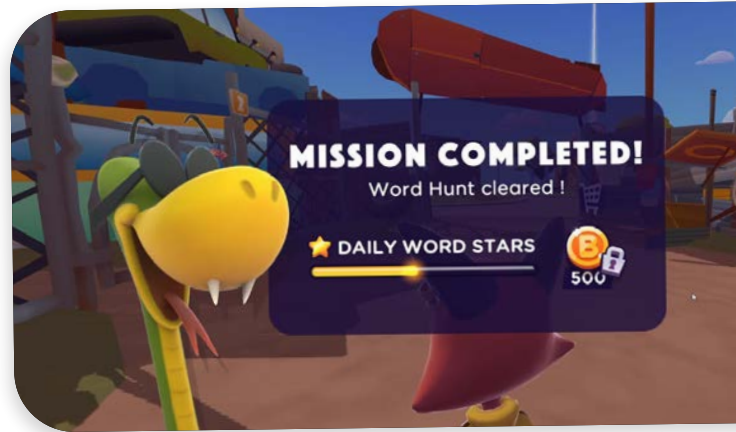 MISSION COMPLETED!
Word Hunt cleared !
DAILY WORD STARS
B
500